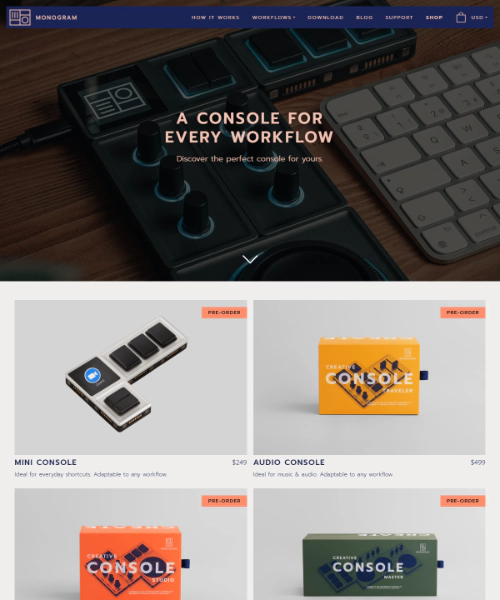 MONOGRAM
HOW IT WORKS WORKFLOWS DOWNLOAD BLOG SUPPORT SHOP USD
A CONSOLE FOR
EVERY WORKFLOW
Discover the perfect console for yours.
PRE-ORDER
PRE-ORDER
CREATIVE
CONSOLE
TRAVELER
MINI CONSOLE $249
AUDIO CONSOLE $499
Ideal for everyday shortcuts. Adaptable to any workflow.
Ideal for music & audio. Adaptable to any workflow.
PRE-ORDER
PRE-ORDER
CREATIVE
CONSOLE
STUDIO
CREATIVE
CONSOLE
MASTER